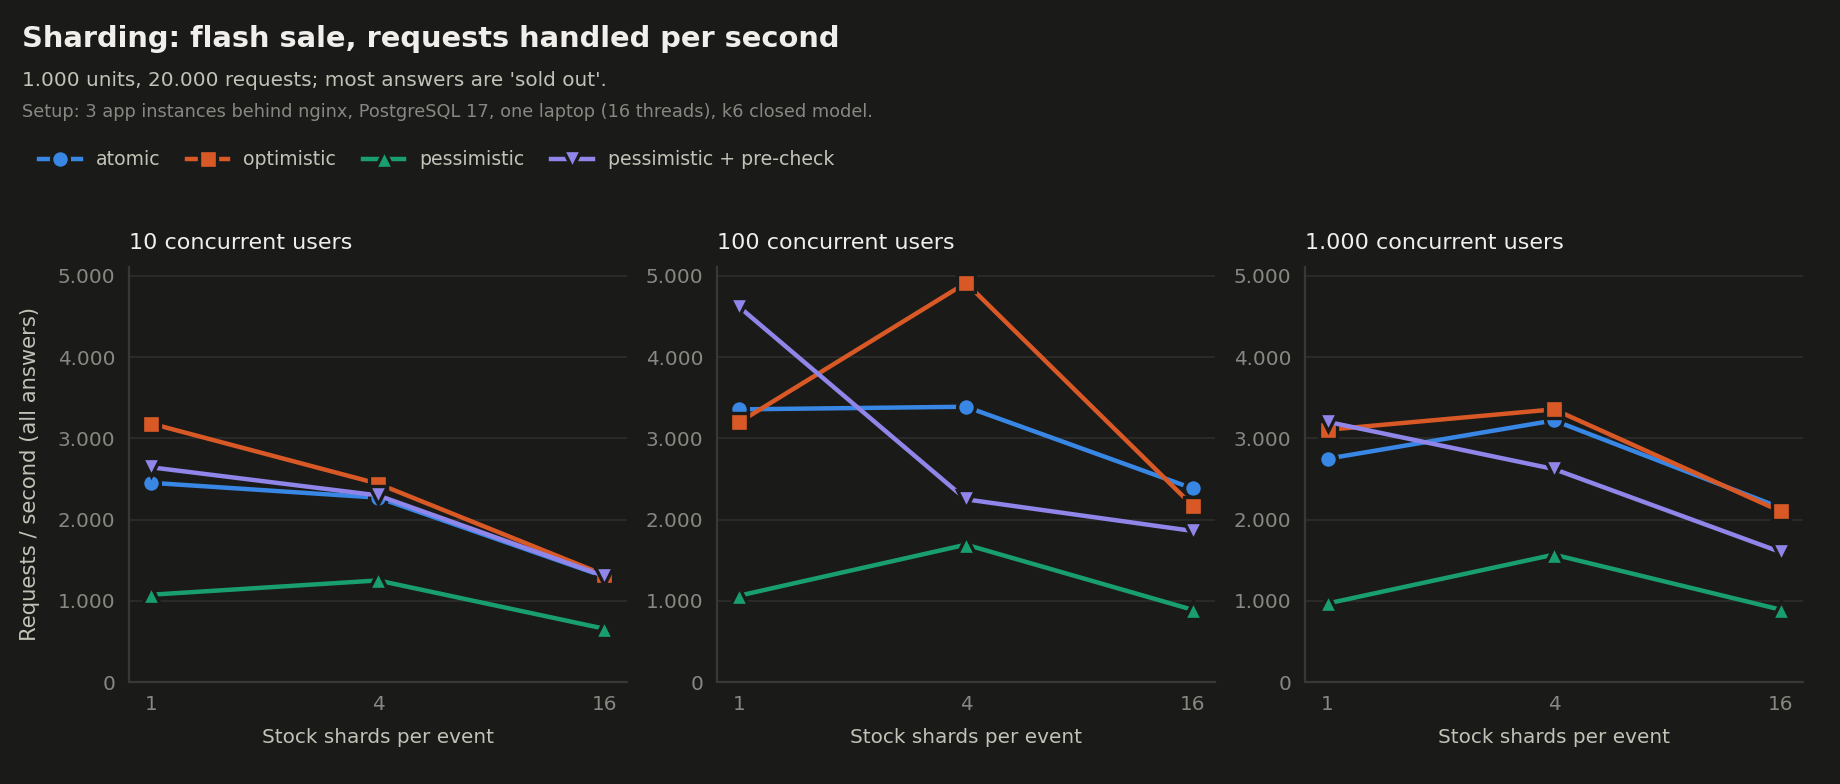 Sharding: flash sale, requests handled per second
1.000 units, 20.000 requests; most answers are 'sold out'.
Setup: 3 app instances behind nginx, PostgreSQL 17, one laptop (16 threads), k6 closed model.
atomic optimistic pessimistic pessimistic + pre-check
10 concurrent users
Requests / second (all answers)
5.000
4.000
3.000
2.000
1.000
0
1 4 16
Stock shards per event
100 concurrent users
5.000
4.000
3.000
2.000
1.000
0
1 4 16
Stock shards per event
1.000 concurrent users
5.000
4.000
3.000
2.000
1.000
0
1 4 16
Stock shards per event